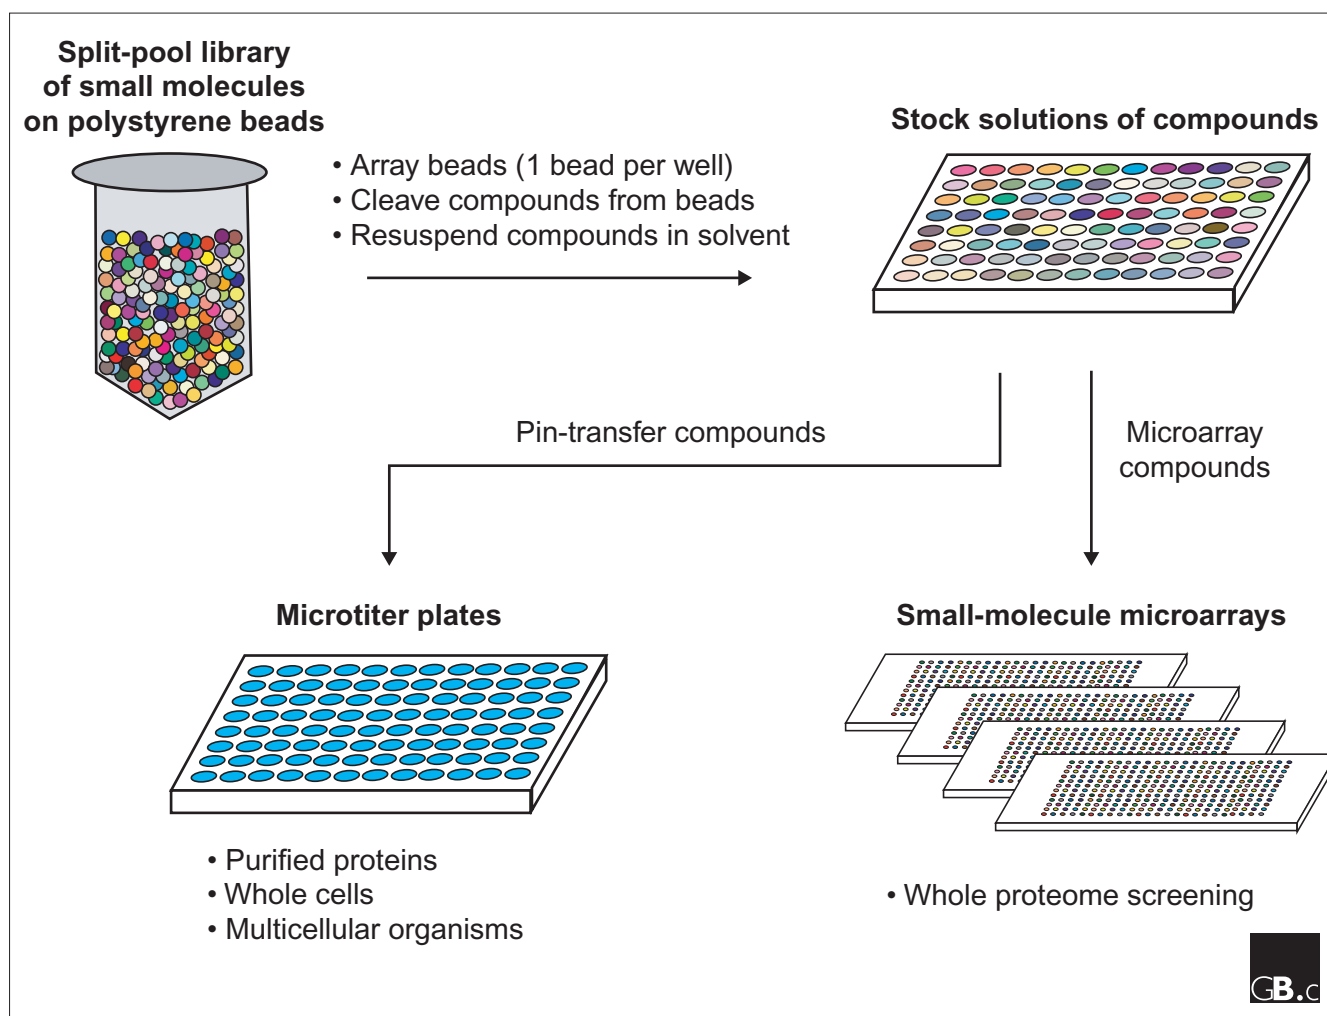 Split-pool library
of small molecules
on polystyrene beads
• Array beads (1 bead per well)
• Cleave compounds from beads
• Resuspend compounds in solvent
Stock solutions of compounds
Pin-transfer compounds
Microarray
compounds
Microtiter plates
• Purified proteins
• Whole cells
• Multicellular organisms
Small-molecule microarrays
• Whole proteome screening
GB.c